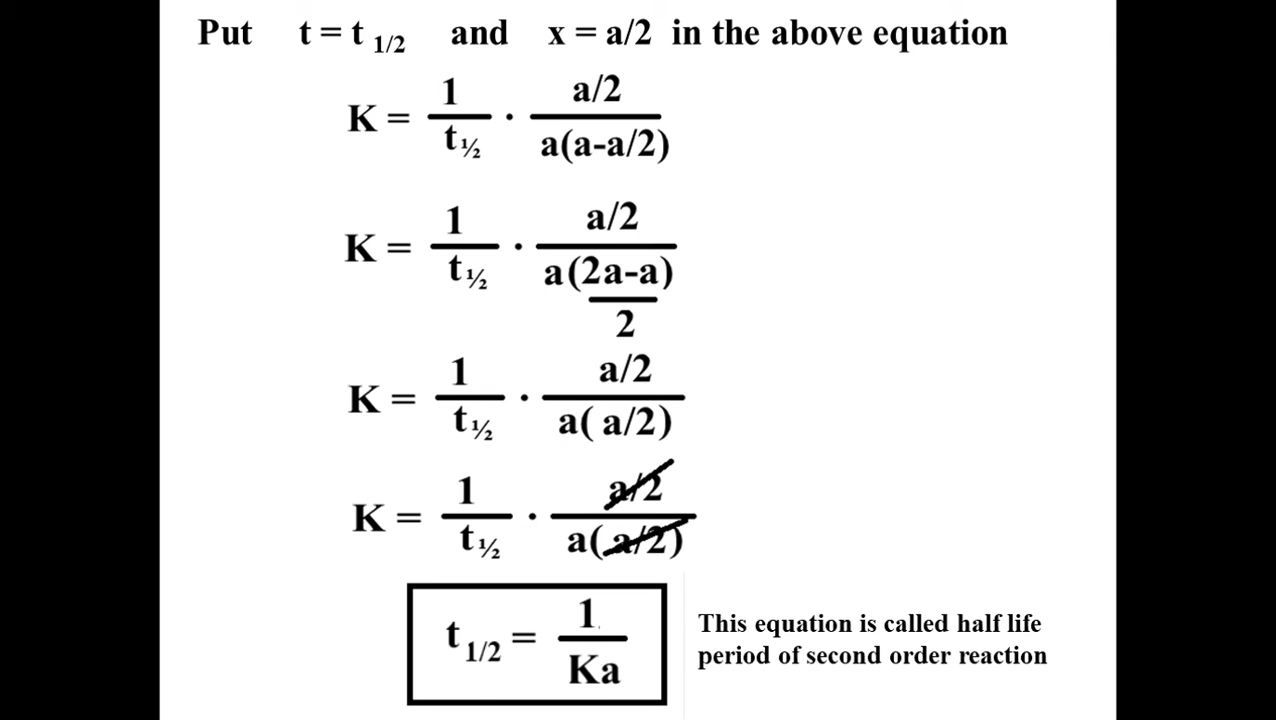 Put t = t 1/2 and x = a/2 in the above equation
K = 1/t½ · a/2 / a(a-a/2)
K = 1/t½ · a/2 / a(2a-a)/2
K = 1/t½ · a/2 / a( a/2)
K = 1/t½ · a/2 / a(a/2)
t 1/2 = 1/Ka
This equation is called half life
period of second order reaction